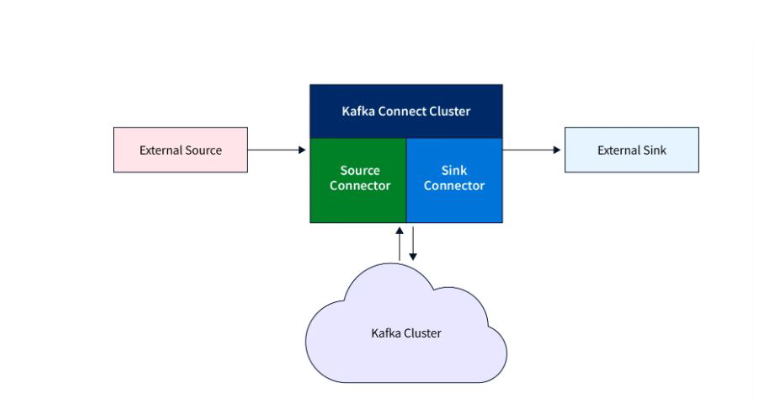 Kafka Connect Cluster
External Source
Source
Connector
Sink
Connector
External Sink
Kafka Cluster